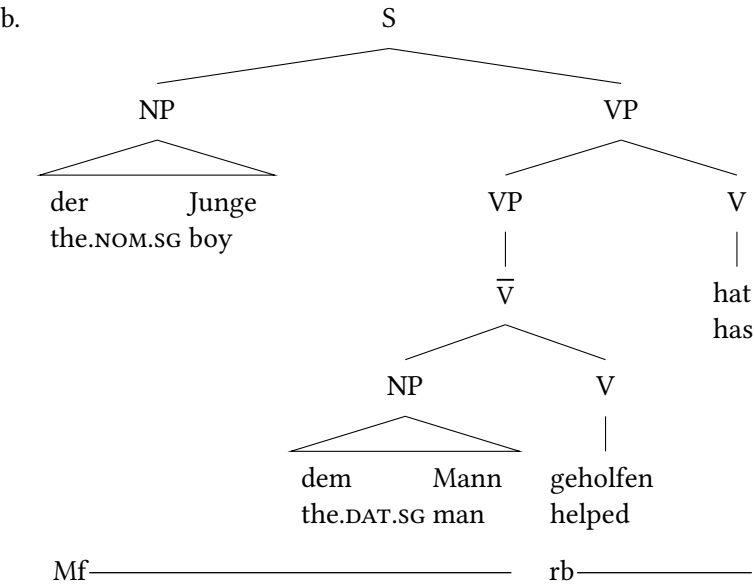 b. S
NP VP
der Junge VP V
the.NOM.SG boy
V̅ hat
has
NP V
dem Mann geholfen
the.DAT.SG man helped
Mf rb